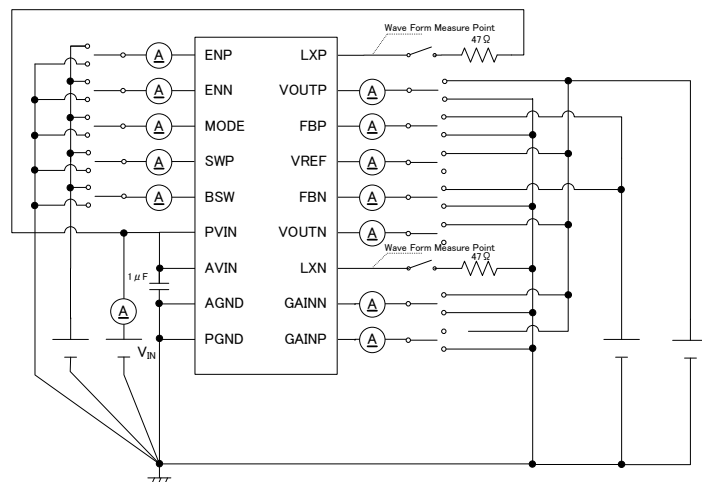 Wave Form Measure Point
47Ω
A ENP LXP
A ENN VOUTP A
A MODE FBP A
A SWP VREF A
A BSW FBN A
PVIN VOUTN A
Wave Form Measure Point
47Ω
1μF AVIN LXN
A AGND GAINN A
PGND GAINP A
VIN